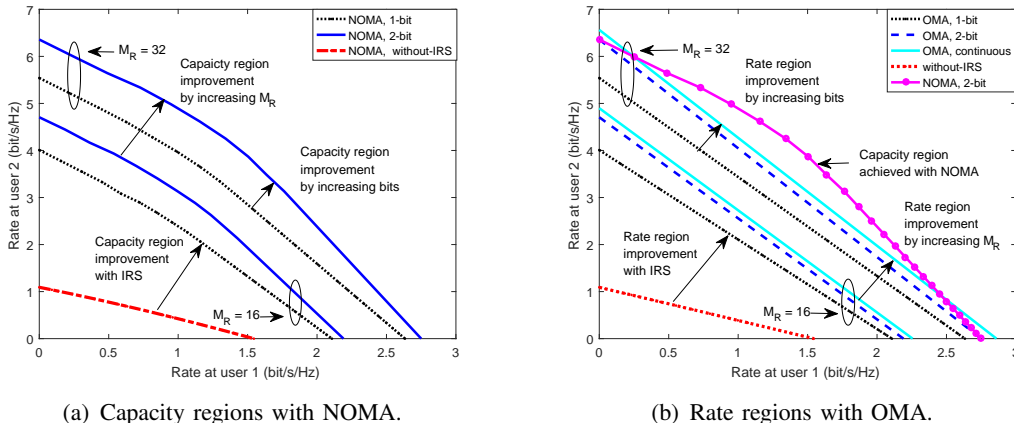 7
6
5
4
3
2
1
0
Rate at user 2 (bit/s/Hz)
0
0.5
1
1.5
2
2.5
3
Rate at user 1 (bit/s/Hz)
NOMA, 1-bit
NOMA, 2-bit
NOMA, without-IRS
M_R = 32
Capaicty region
improvement
by increasing M_R
Capacity region
improvement
by increasing bits
Capacity region
improvement
with IRS
M_R = 16
(a) Capacity regions with NOMA.
7
6
5
4
3
2
1
0
Rate at user 2 (bit/s/Hz)
0
0.5
1
1.5
2
2.5
3
Rate at user 1 (bit/s/Hz)
OMA, 1-bit
OMA, 2-bit
OMA, continuous
without-IRS
NOMA, 2-bit
M_R = 32
Rate region
improvement
by increasing bits
Capacity region
achieved with NOMA
Rate region
improvement
by increasing M_R
Rate region
improvement
with IRS
M_R = 16
(b) Rate regions with OMA.